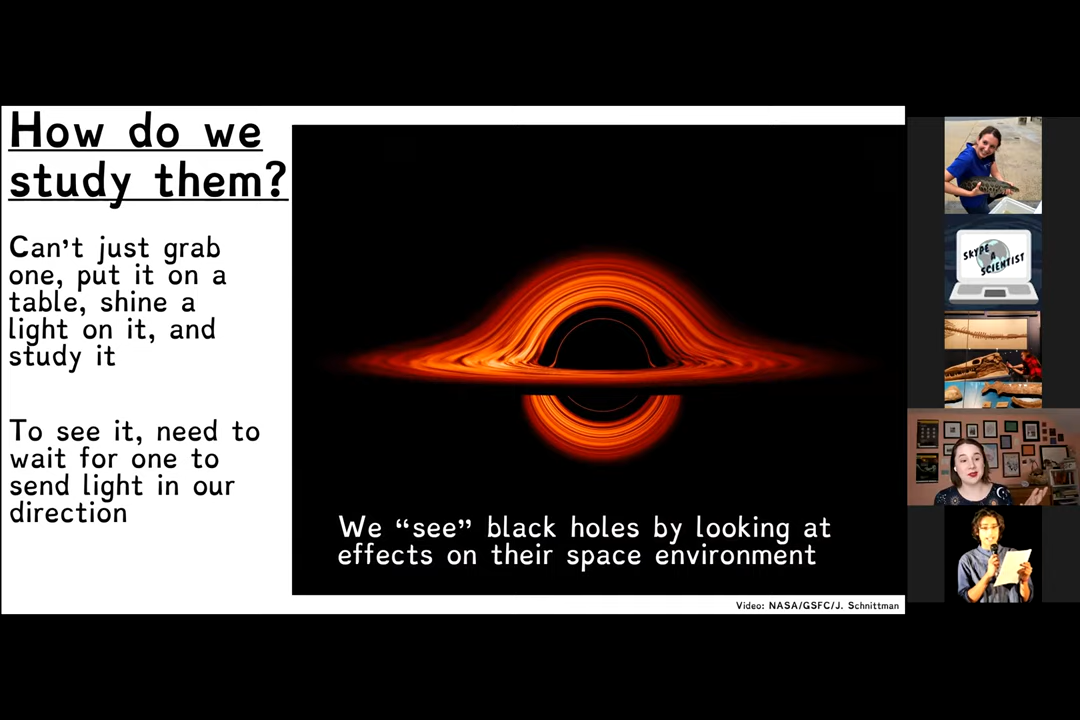 How do we
study them?
Can't just grab
one, put it on a
table, shine a
light on it, and
study it
To see it, need to
wait for one to
send light in our
direction
We “see” black holes by looking at
effects on their space environment
Video: NASA/GSFC/J. Schnittman
SKYPE
A
SCIENTIST